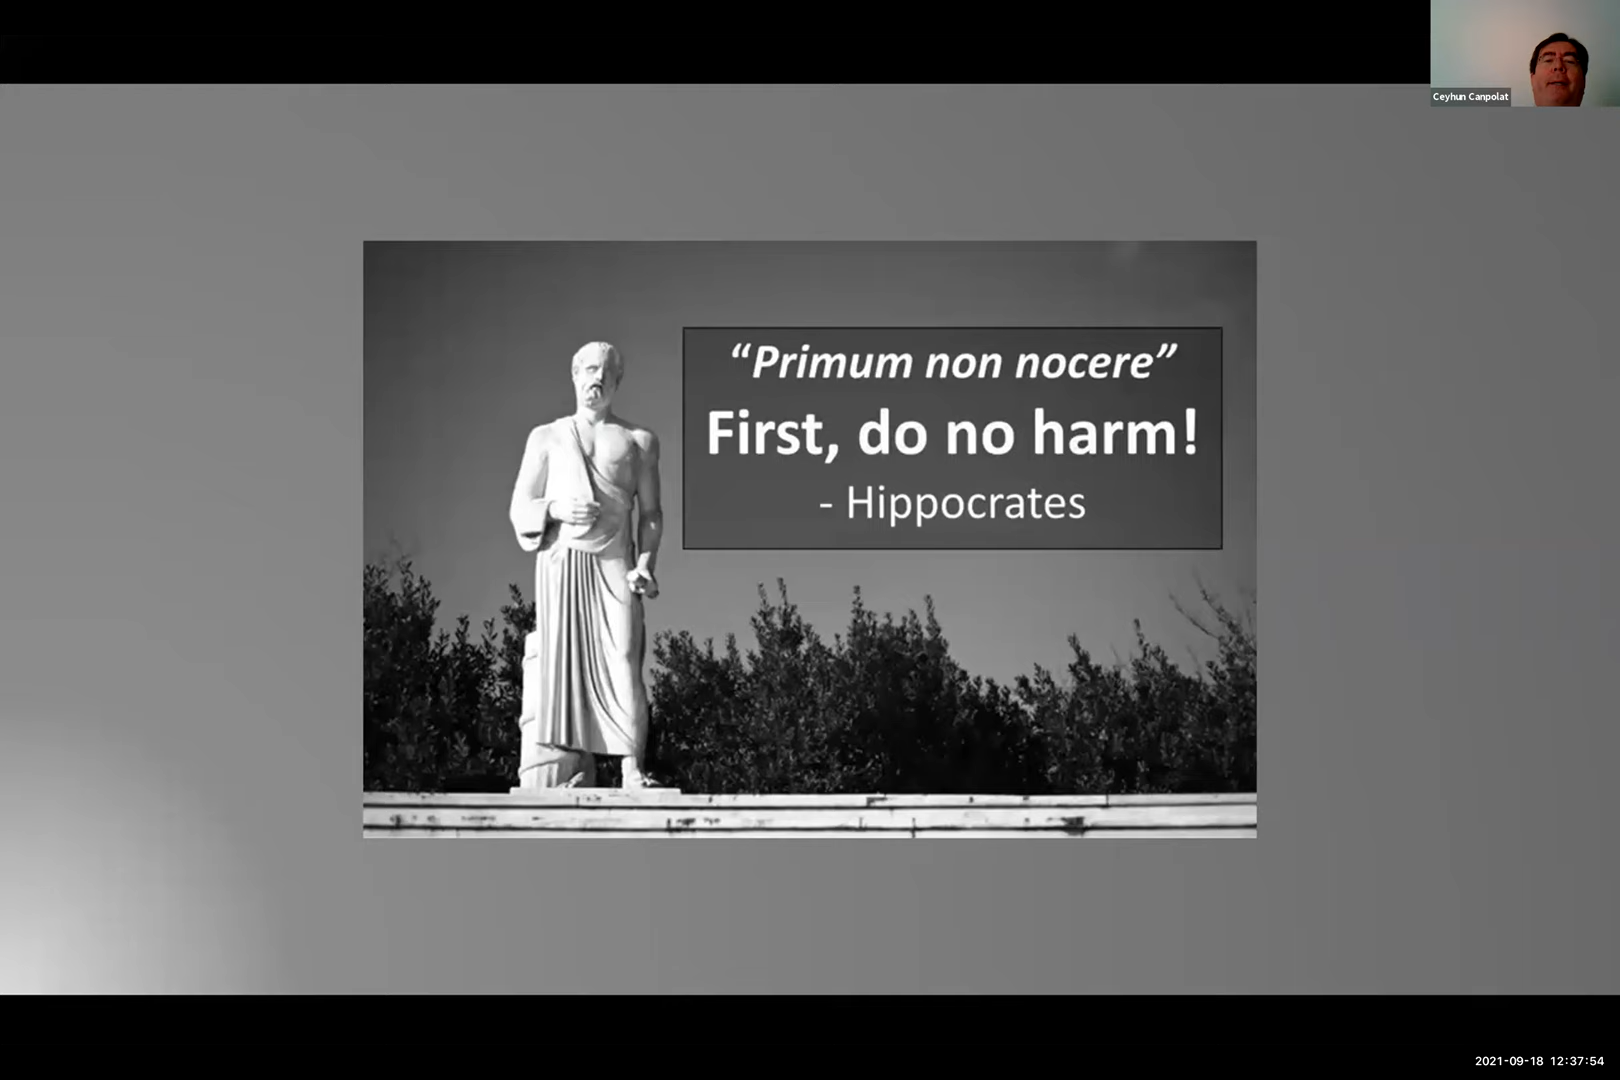 Ceyhun Canpolat
“Primum non nocere”
First, do no harm!
- Hippocrates
2021-09-18 12:37:54